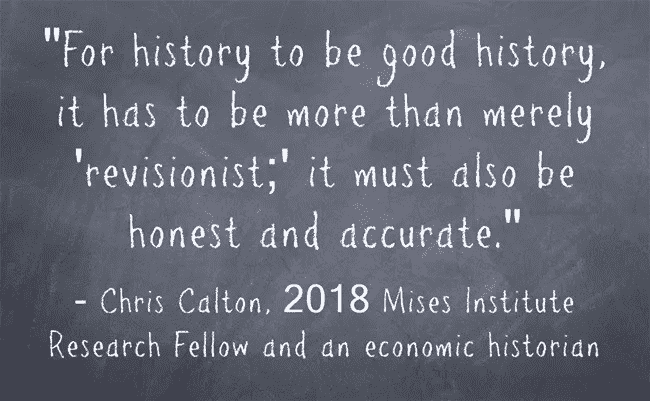 "For history to be good history,
it has to be more than merely
'revisionist;' it must also be
honest and accurate."
- Chris Calton, 2018 Mises Institute
Research Fellow and an economic historian